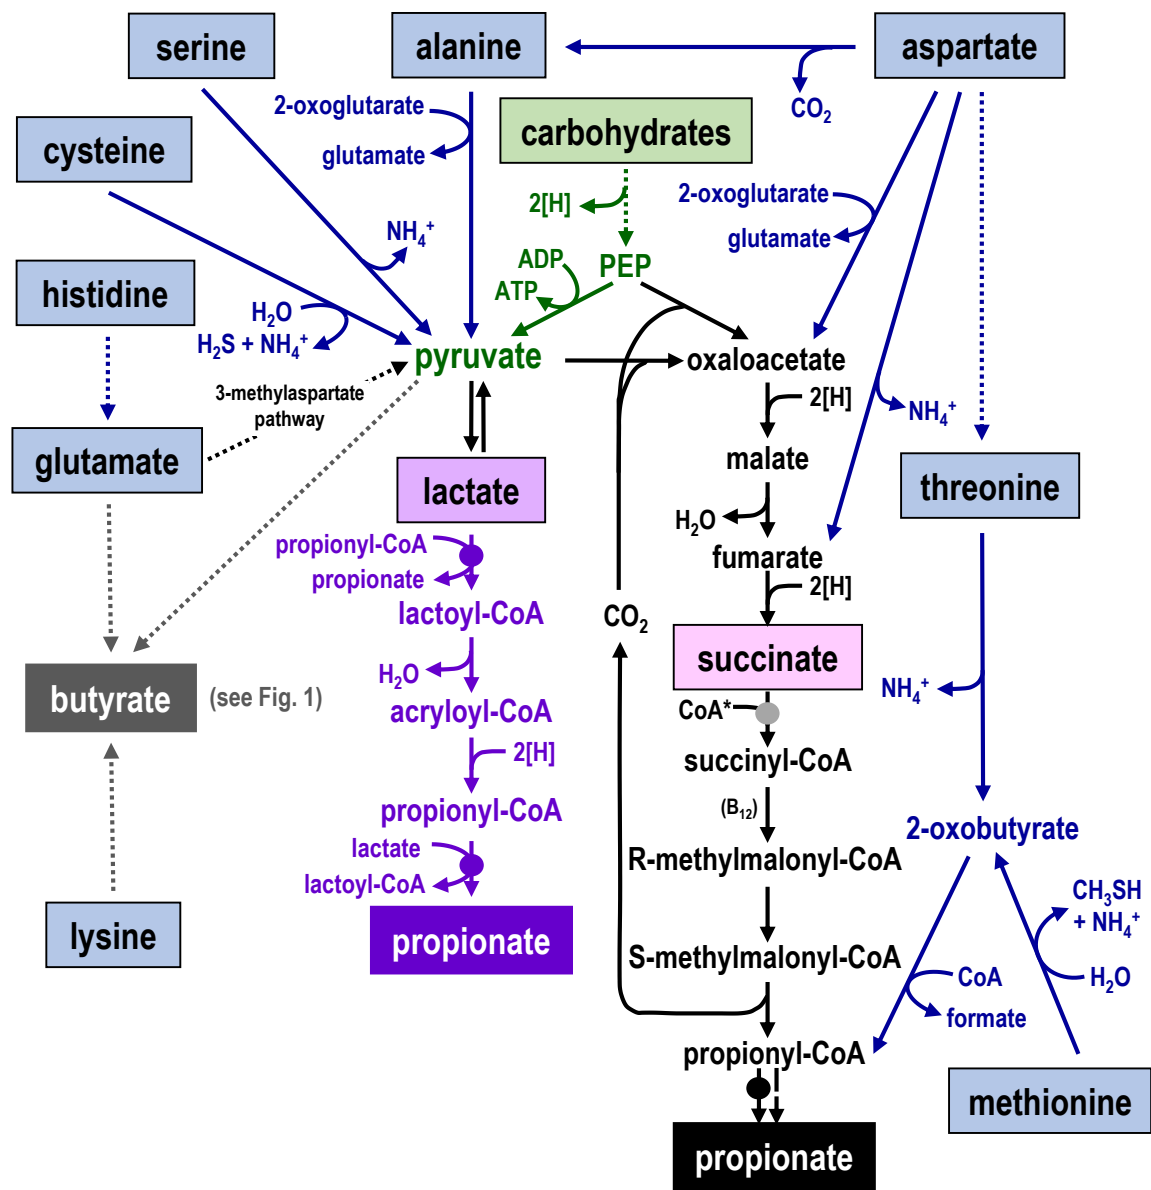 serine
alanine
aspartate
CO₂
2-oxoglutarate
glutamate
carbohydrates
cysteine
2[H]
2-oxoglutarate
glutamate
NH₄⁺
PEP
ADP
ATP
histidine
H₂O
H₂S + NH₄⁺
pyruvate
oxaloacetate
3-methylaspartate
pathway
2[H]
NH₄⁺
glutamate
malate
lactate
threonine
H₂O
propionyl-CoA
propionate
fumarate
2[H]
lactoyl-CoA
CO₂
succinate
H₂O
NH₄⁺
butyrate
(see Fig. 1)
acryloyl-CoA
CoA*
2[H]
succinyl-CoA
propionyl-CoA
(B₁₂)
2-oxobutyrate
lactate
lactoyl-CoA
R-methylmalonyl-CoA
CH₃SH
+ NH₄⁺
lysine
propionate
S-methylmalonyl-CoA
CoA
H₂O
formate
propionyl-CoA
methionine
propionate